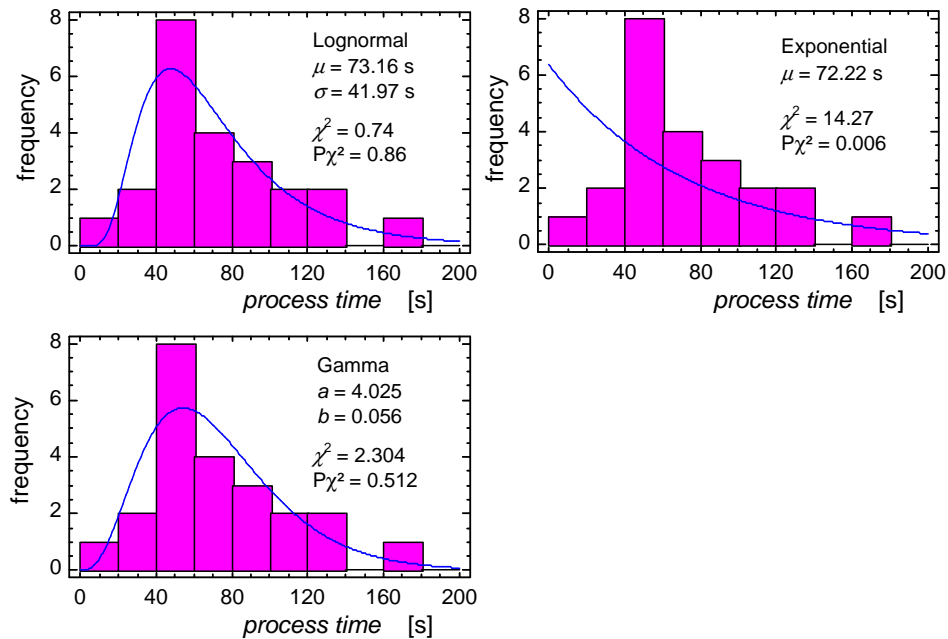 8
6
4
2
0
frequency
Lognormal
μ = 73.16 s
σ = 41.97 s
χ² = 0.74
Pχ² = 0.86
0 40 80 120 160 200
process time [s]
8
6
4
2
0
frequency
Exponential
μ = 72.22 s
χ² = 14.27
Pχ² = 0.006
0 40 80 120 160 200
process time [s]
8
6
4
2
0
frequency
Gamma
a = 4.025
b = 0.056
χ² = 2.304
Pχ² = 0.512
0 40 80 120 160 200
process time [s]